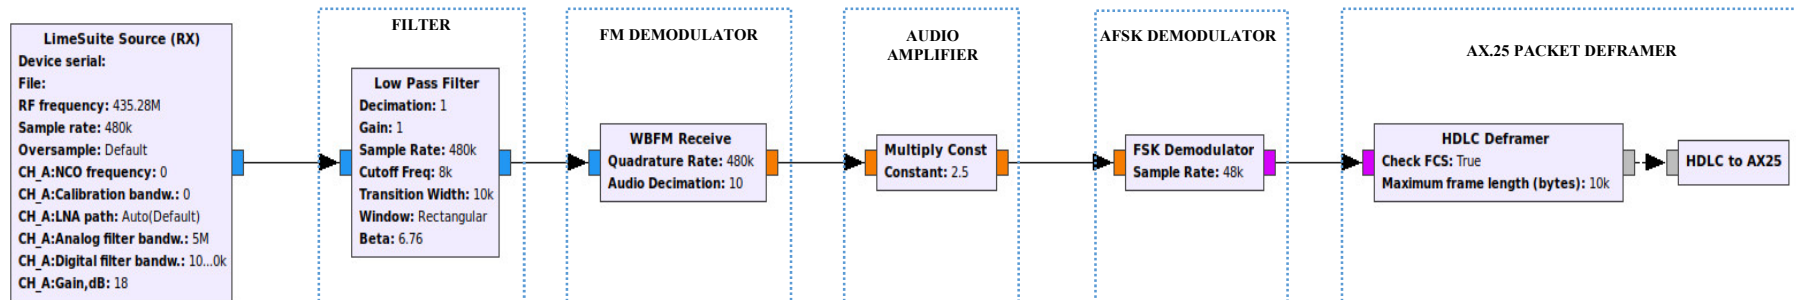 LimeSuite Source (RX)
Device serial:
File:
RF frequency: 435.28M
Sample rate: 480k
Oversample: Default
CH_A:NCO frequency: 0
CH_A:Calibration bandw.: 0
CH_A:LNA path: Auto(Default)
CH_A:Analog filter bandw.: 5M
CH_A:Digital filter bandw.: 10...0k
CH_A:Gain,dB: 18
FILTER
Low Pass Filter
Decimation: 1
Gain: 1
Sample Rate: 480k
Cutoff Freq: 8k
Transition Width: 10k
Window: Rectangular
Beta: 6.76
FM DEMODULATOR
WBFM Receive
Quadrature Rate: 480k
Audio Decimation: 10
AUDIO
AMPLIFIER
Multiply Const
Constant: 2.5
AFSK DEMODULATOR
FSK Demodulator
Sample Rate: 48k
AX.25 PACKET DEFRAMER
HDLC Deframer
Check FCS: True
Maximum frame length (bytes): 10k
HDLC to AX25